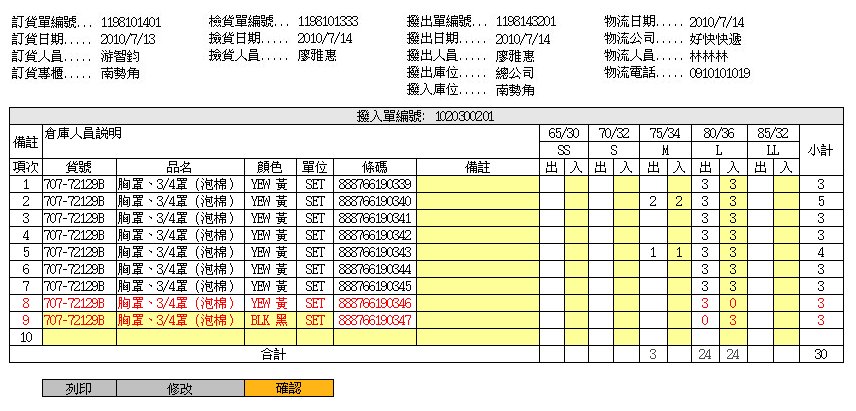 訂貨單編號... 1198101401 檢貨單編號... 1198101333 撥出單編號... 1198143201 物流日期..... 2010/7/14
訂貨日期..... 2010/7/13 撿貨日期..... 2010/7/14 撥出日期..... 2010/7/14 物流公司..... 好快快遞
訂貨人員..... 游智鈞 撿貨人員..... 廖雅惠 撥出人員..... 廖雅惠 物流人員..... 林林林
訂貨專櫃..... 南勢角 撥出庫位..... 總公司 物流電話..... 0910101019
撥入庫位..... 南勢角
撥入單編號: 1020300201
備註 倉庫人員說明 65/30 70/32 75/34 80/36 85/32 小計
SS S M L LL
項次 貨號 品名 顏色 單位 條碼 備註 出 入 出 入 出 入 出 入 出 入
1 707-72129B 胸罩、3/4罩 (泡棉) YEW 黃 SET 888766190339 3 3 3
2 707-72129B 胸罩、3/4罩 (泡棉) YEW 黃 SET 888766190340 2 2 3 3 5
3 707-72129B 胸罩、3/4罩 (泡棉) YEW 黃 SET 888766190341 3 3 3
4 707-72129B 胸罩、3/4罩 (泡棉) YEW 黃 SET 888766190342 3 3 3
5 707-72129B 胸罩、3/4罩 (泡棉) YEW 黃 SET 888766190343 1 1 3 3 4
6 707-72129B 胸罩、3/4罩 (泡棉) YEW 黃 SET 888766190344 3 3 3
7 707-72129B 胸罩、3/4罩 (泡棉) YEW 黃 SET 888766190345 3 3 3
8 707-72129B 胸罩、3/4罩 (泡棉) YEW 黃 SET 888766190346 3 0 3
9 707-72129B 胸罩、3/4罩 (泡棉) BLK 黑 SET 888766190347 0 3 3
10
合計 3 24 24 30
列印 修改 確認